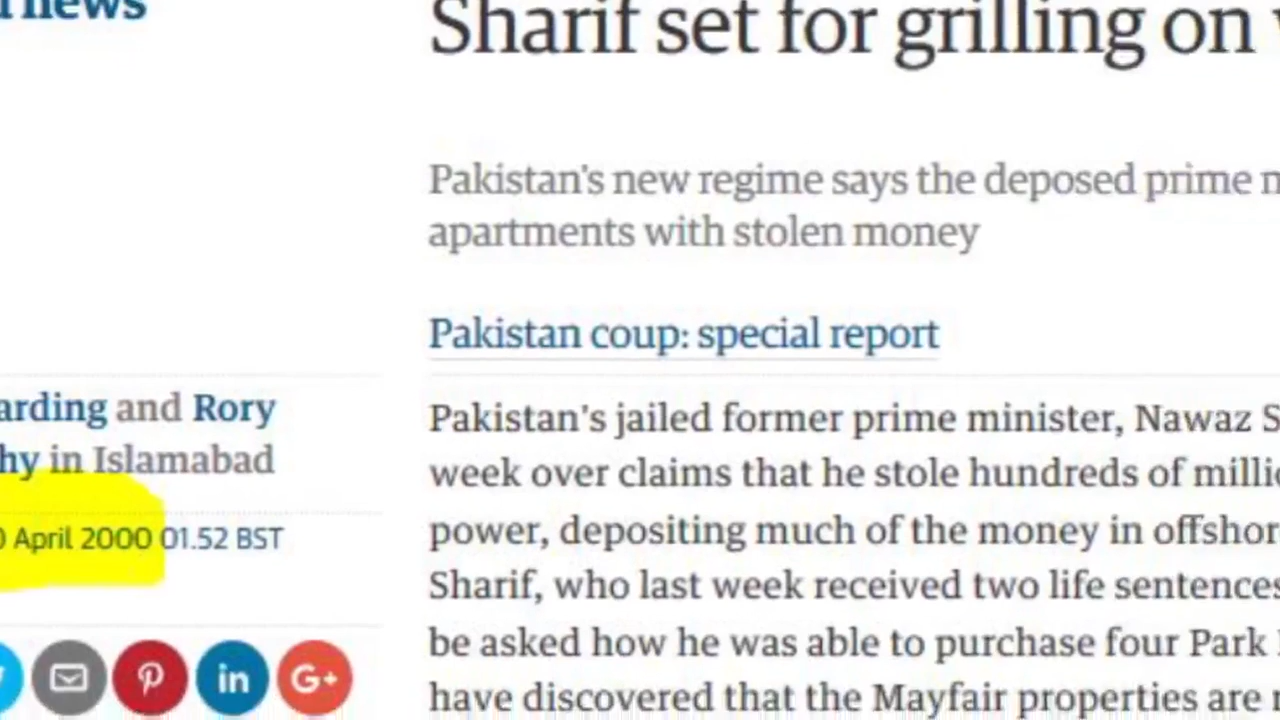 news
Sharif set for grilling on
Pakistan's new regime says the deposed prime
apartments with stolen money
Pakistan coup: special report
arding and Rory
hy in Islamabad
April 2000 01.52 BST
Pakistan's jailed former prime minister, Nawaz S
week over claims that he stole hundreds of millio
power, depositing much of the money in offshor
Sharif, who last week received two life sentences
be asked how he was able to purchase four Park
have discovered that the Mayfair properties are
in G+